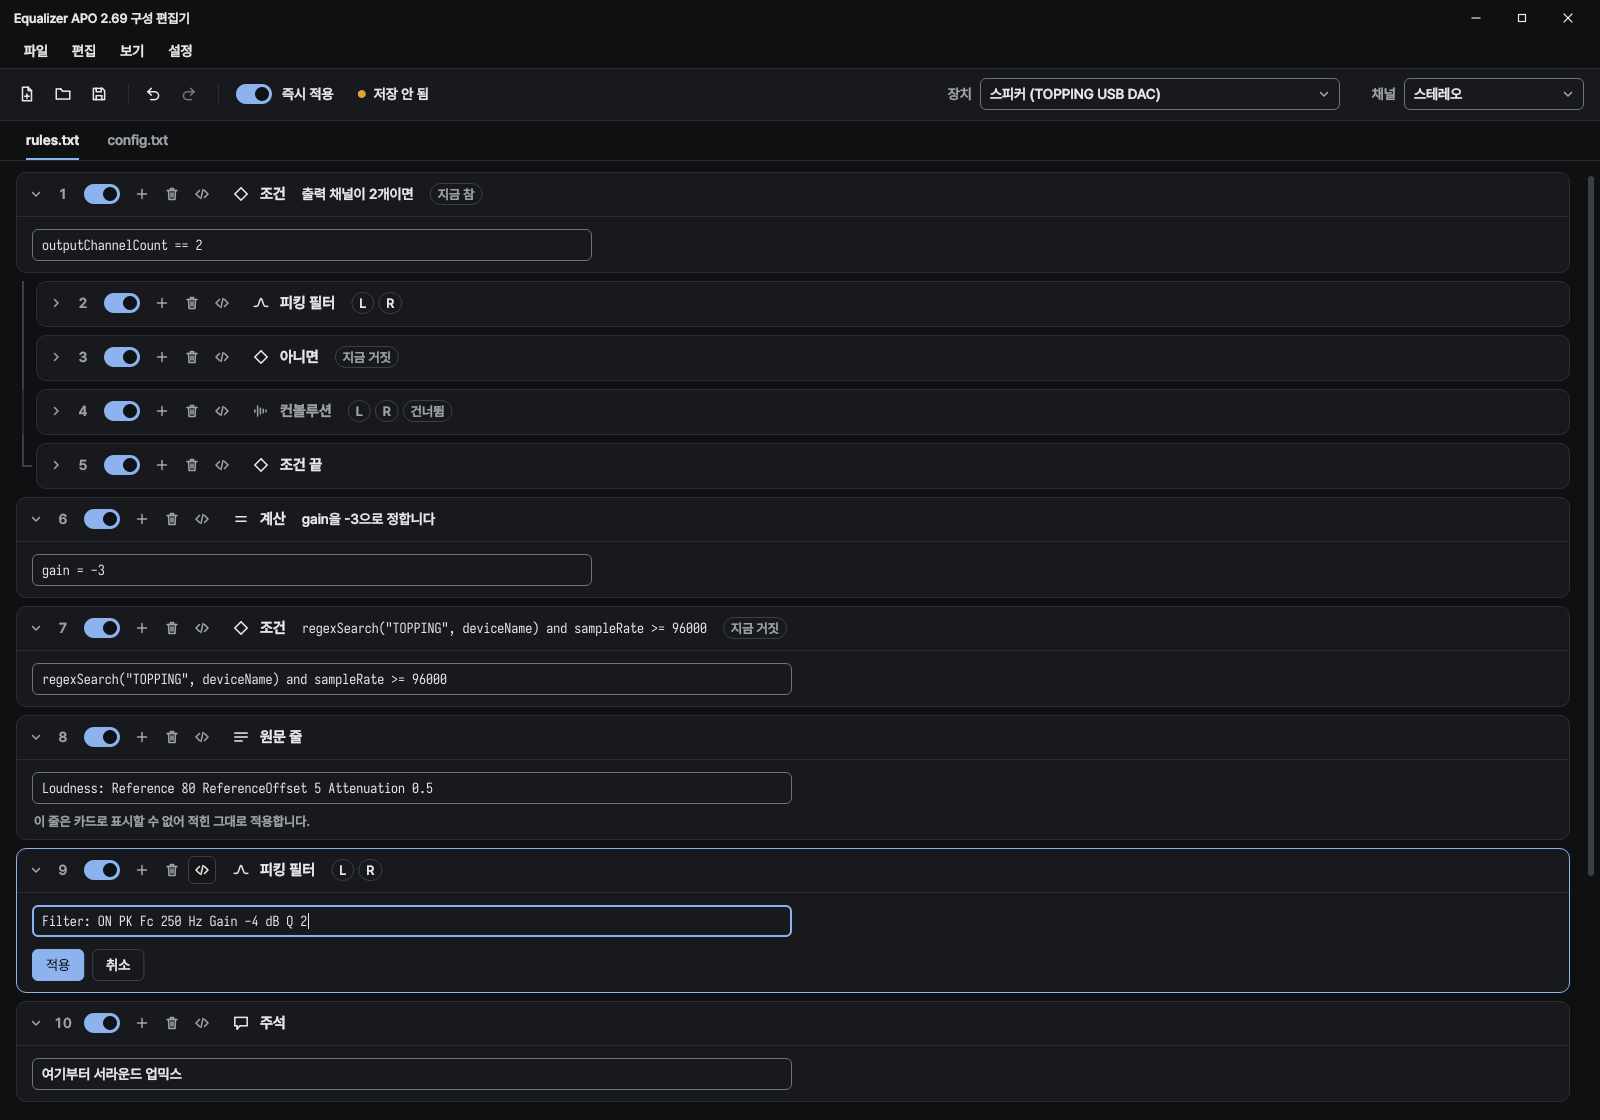 Equalizer APO 2.69 구성 편집기
파일 편집 보기 설정
즉시 적용 저장 안 됨 장치 스피커 (TOPPING USB DAC) 채널 스테레오
rules.txt config.txt
1 조건 출력 채널이 2개이면 지금 참
outputChannelCount == 2
2 피킹 필터 L R
3 아니면 지금 거짓
4 컨볼루션 L R 건너뜀
5 조건 끝
6 계산 gain을 -3으로 정합니다
gain = -3
7 조건 regexSearch("TOPPING", deviceName) and sampleRate >= 96000 지금 거짓
regexSearch("TOPPING", deviceName) and sampleRate >= 96000
8 원문 줄
Loudness: Reference 80 ReferenceOffset 5 Attenuation 0.5
이 줄은 카드로 표시할 수 없어 적힌 그대로 적용합니다.
9 피킹 필터 L R
Filter: ON PK Fc 250 Hz Gain -4 dB Q 2
적용 취소
10 주석
여기부터 서라운드 업믹스